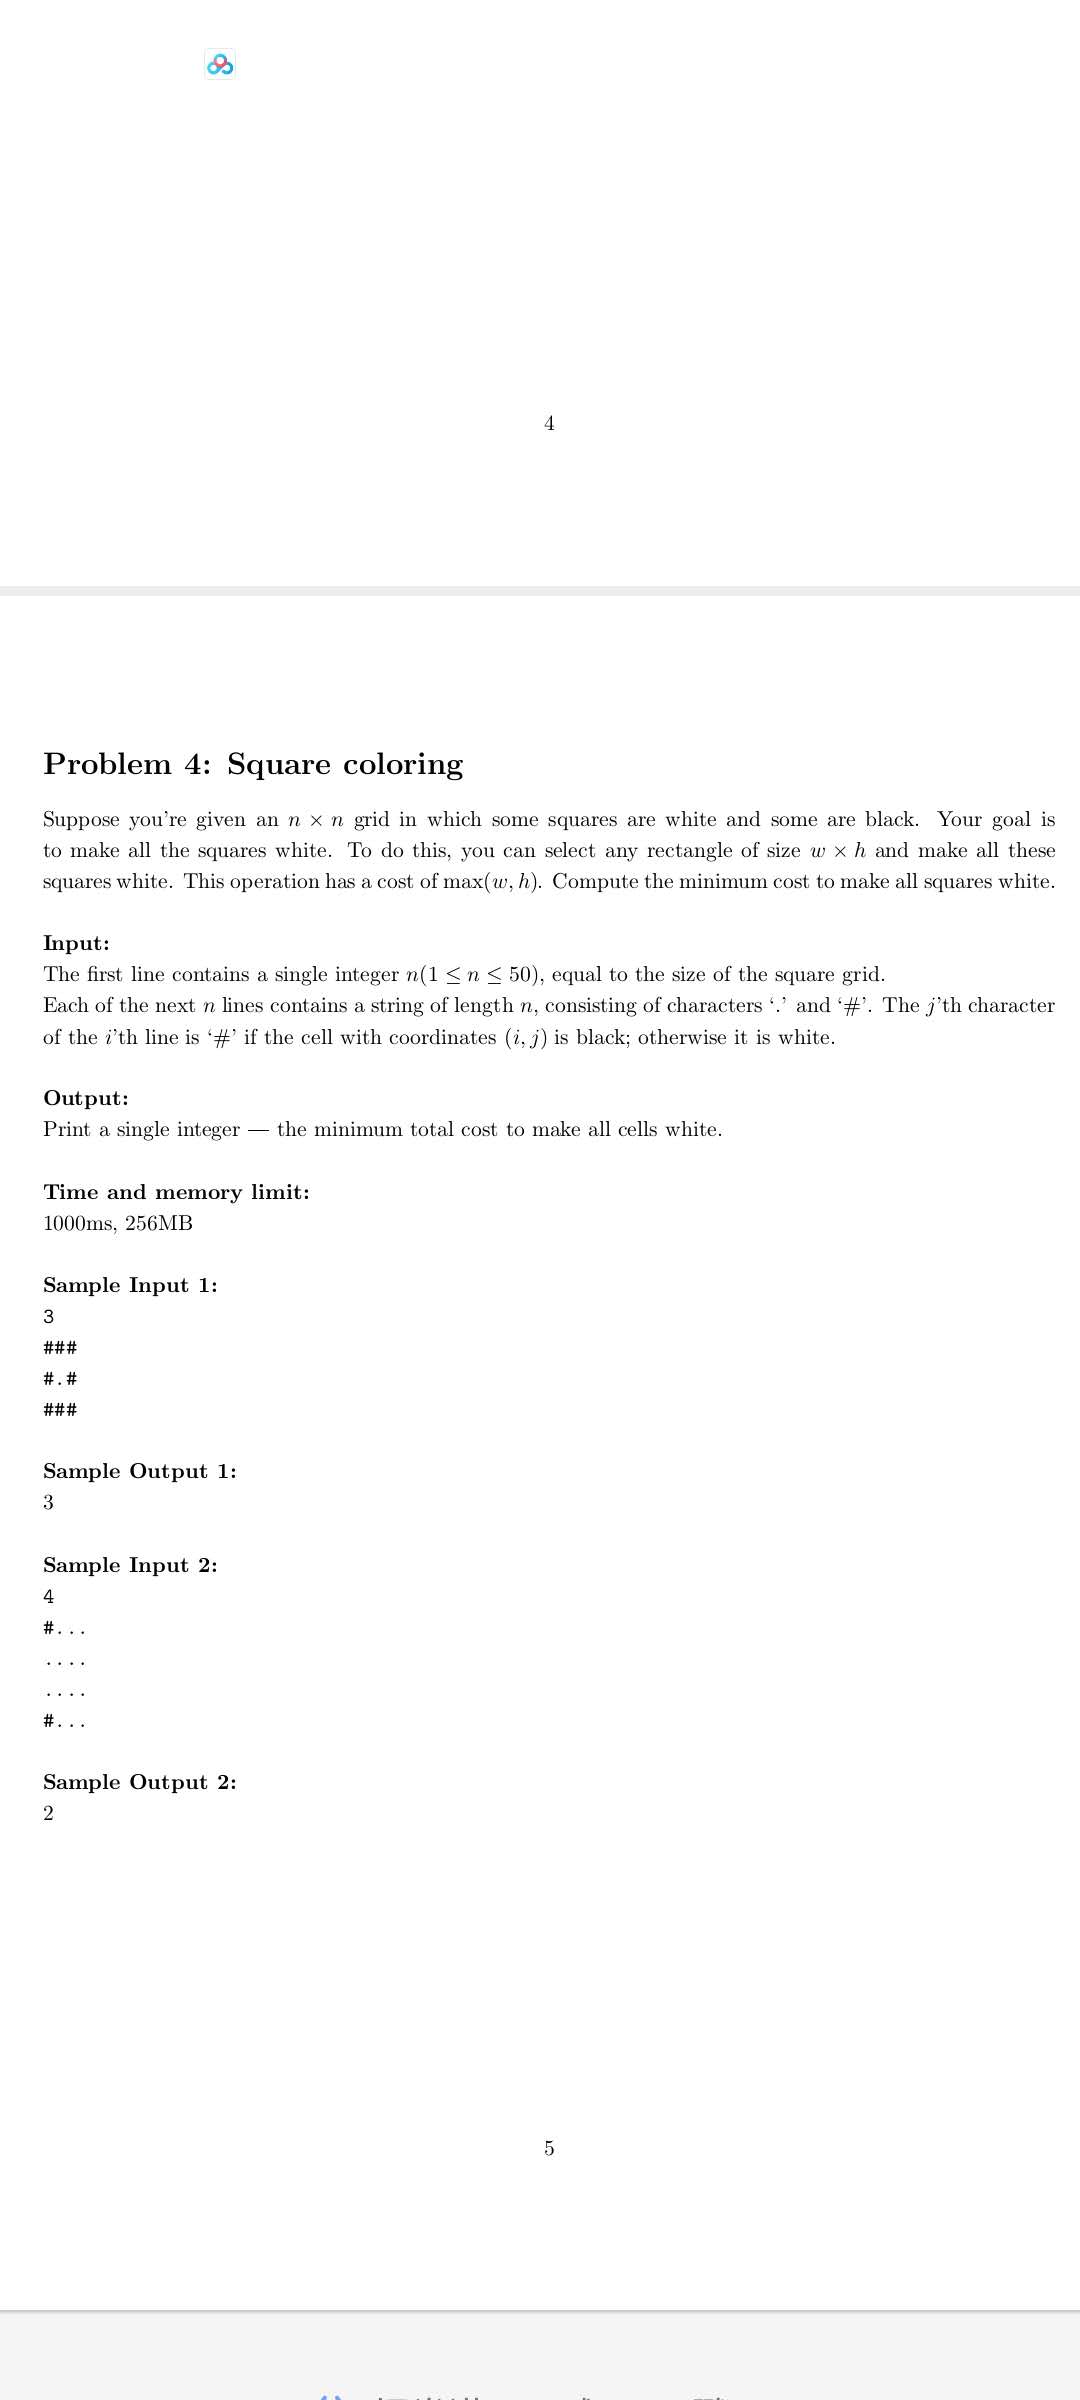 4
Problem 4: Square coloring
Suppose you're given an n × n grid in which some squares are white and some are black. Your goal is
to make all the squares white. To do this, you can select any rectangle of size w × h and make all these
squares white. This operation has a cost of max(w, h). Compute the minimum cost to make all squares white.
Input:
The first line contains a single integer n(1 ≤ n ≤ 50), equal to the size of the square grid.
Each of the next n lines contains a string of length n, consisting of characters '.' and '#'. The j'th character
of the i'th line is '#' if the cell with coordinates (i, j) is black; otherwise it is white.
Output:
Print a single integer — the minimum total cost to make all cells white.
Time and memory limit:
1000ms, 256MB
Sample Input 1:
3
###
#.#
###
Sample Output 1:
3
Sample Input 2:
4
#...
....
....
#...
Sample Output 2:
2
5